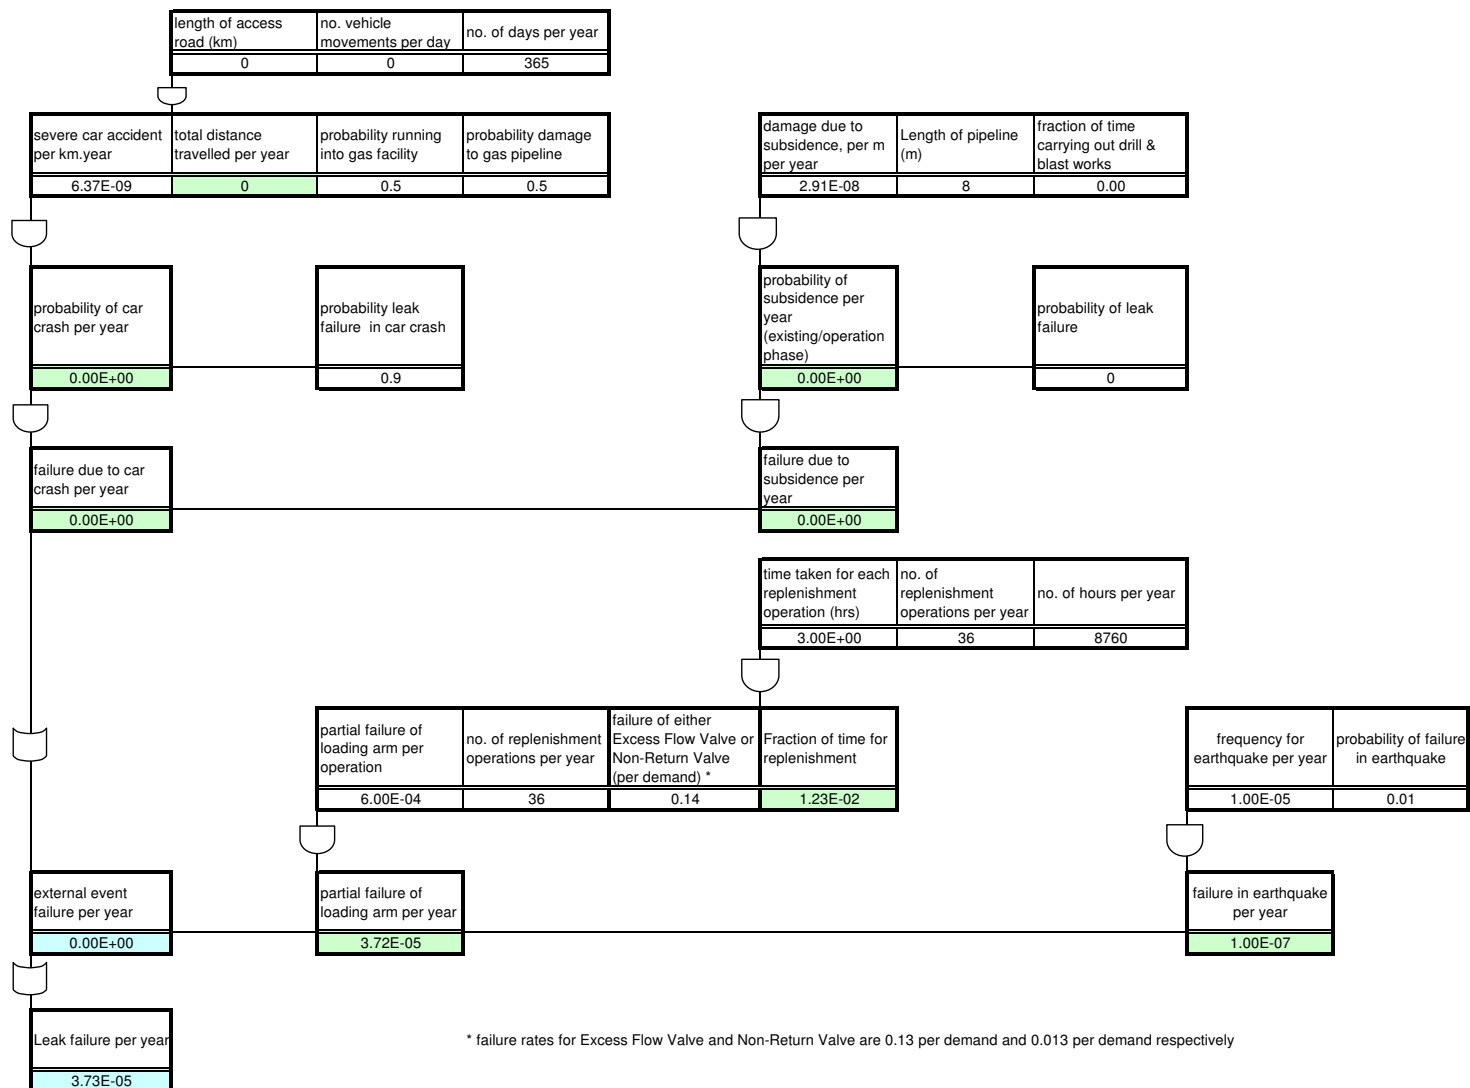 length of access
road (km)
no. vehicle
movements per day
no. of days per year
0
0
365
severe car accident
per km.year
total distance
travelled per year
probability running
into gas facility
probability damage
to gas pipeline
6.37E-09
0
0.5
0.5
damage due to
subsidence, per m
per year
Length of pipeline
(m)
fraction of time
carrying out drill &
blast works
2.91E-08
8
0.00
probability of car
crash per year
0.00E+00
probability leak
failure in car crash
0.9
probability of
subsidence per
year
(existing/operation
phase)
0.00E+00
probability of leak
failure
0
failure due to car
crash per year
0.00E+00
failure due to
subsidence per
year
0.00E+00
time taken for each
replenishment
operation (hrs)
no. of
replenishment
operations per year
no. of hours per year
3.00E+00
36
8760
partial failure of
loading arm per
operation
no. of replenishment
operations per year
failure of either
Excess Flow Valve or
Non-Return Valve
(per demand) *
Fraction of time for
replenishment
6.00E-04
36
0.14
1.23E-02
frequency for
earthquake per year
probability of failure
in earthquake
1.00E-05
0.01
external event
failure per year
0.00E+00
partial failure of
loading arm per year
3.72E-05
failure in earthquake
per year
1.00E-07
Leak failure per year
3.73E-05
* failure rates for Excess Flow Valve and Non-Return Valve are 0.13 per demand and 0.013 per demand respectively